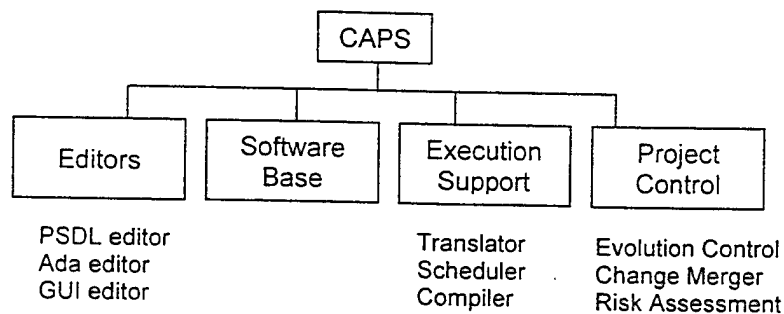 CAPS
Editors
Software
Base
Execution
Support
Project
Control
PSDL editor
Ada editor
GUI editor
Translator
Scheduler
Compiler
Evolution Control
Change Merger
Risk Assessment